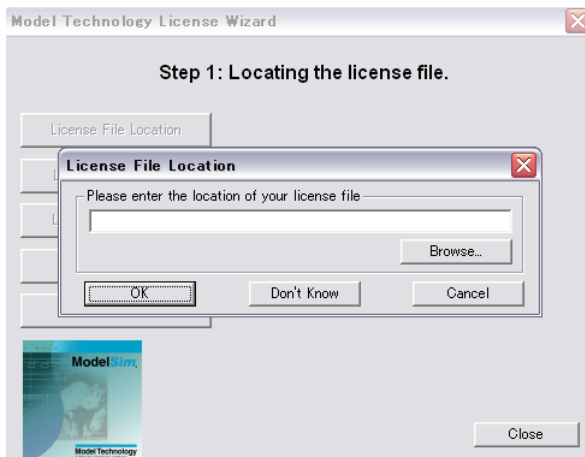 Model Technology License Wizard
Step 1: Locating the license file.
License File Location
License File Location
L
Please enter the location of your license file
L
Browse...
OK
Don't Know
Cancel
ModelSim
Close
Model Technology